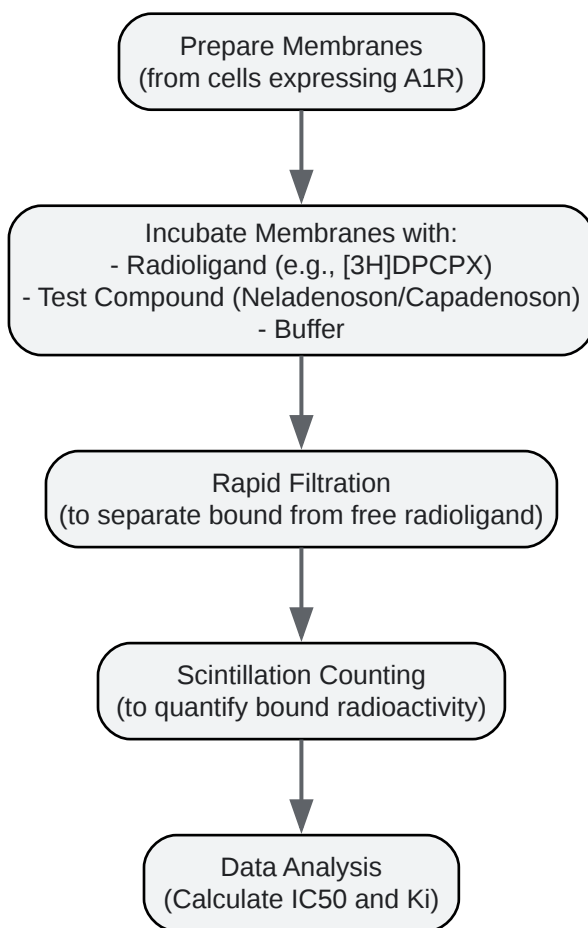 Prepare Membranes
(from cells expressing A1R)
Incubate Membranes with:
- Radioligand (e.g., [3H]DPCPX)
- Test Compound (Neladenoson/Capadenoson)
- Buffer
Rapid Filtration
(to separate bound from free radioligand)
Scintillation Counting
(to quantify bound radioactivity)
Data Analysis
(Calculate IC50 and Ki)